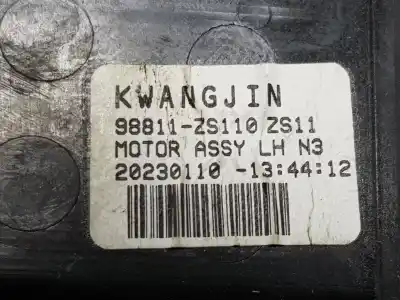 KWANGJIN
98811-ZS110 ZS11
MOTOR ASSY LH N3
20230110 -13:44:12